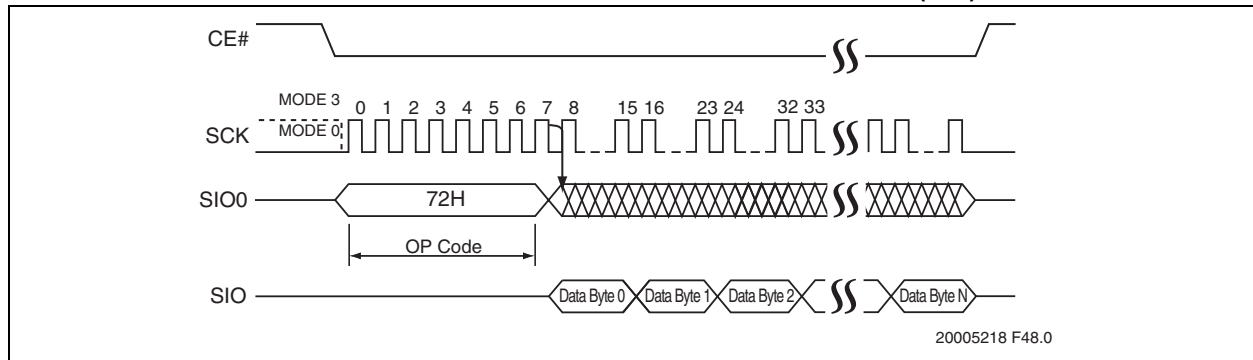 CE#
MODE 3
0 1 2 3 4 5 6 7 8 15 16 23 24 32 33
SCK
MODE 0
SIO0
72H
OP Code
SIO
Data Byte 0
Data Byte 1
Data Byte 2
Data Byte N
20005218 F48.0